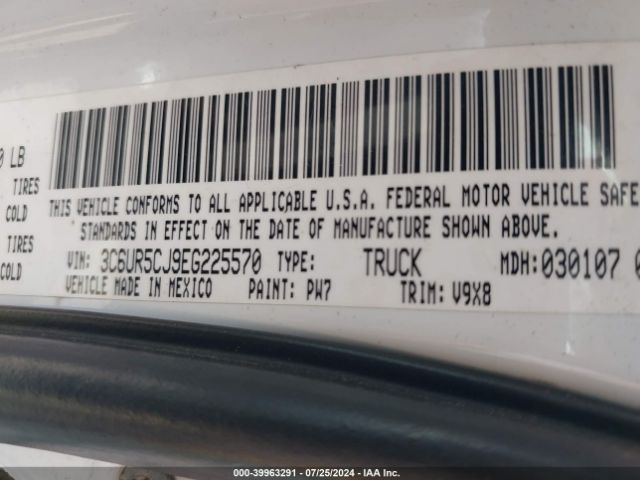 0 LB
TIRES
COLD
TIRES
COLD
THIS VEHICLE CONFORMS TO ALL APPLICABLE U.S.A. FEDERAL MOTOR VEHICLE SAFE
STANDARDS IN EFFECT ON THE DATE OF MANUFACTURE SHOWN ABOVE.
VIN: 3C6UR5CJ9EG225570 TYPE: TRUCK MDH:030107 0
VEHICLE MADE IN MEXICO PAINT: PW7 TRIM: V9X8
000-39963291 - 07/25/2024 - IAA Inc.